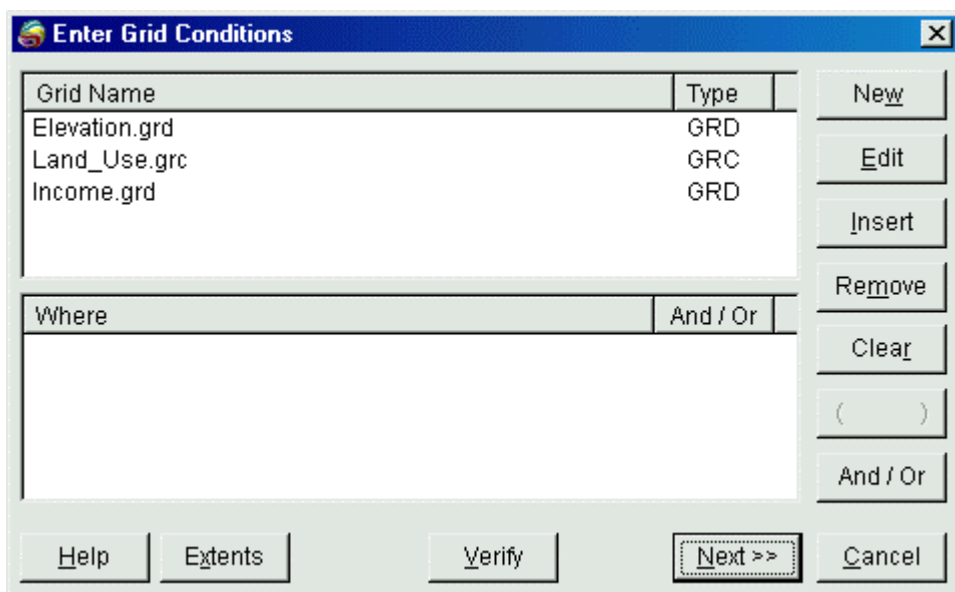 Enter Grid Conditions
Grid Name Type
Elevation.grd GRD
Land_Use.grc GRC
Income.grd GRD
Where And / Or
New
Edit
Insert
Remove
Clear
( )
And / Or
Help Extents Verify Next >> Cancel